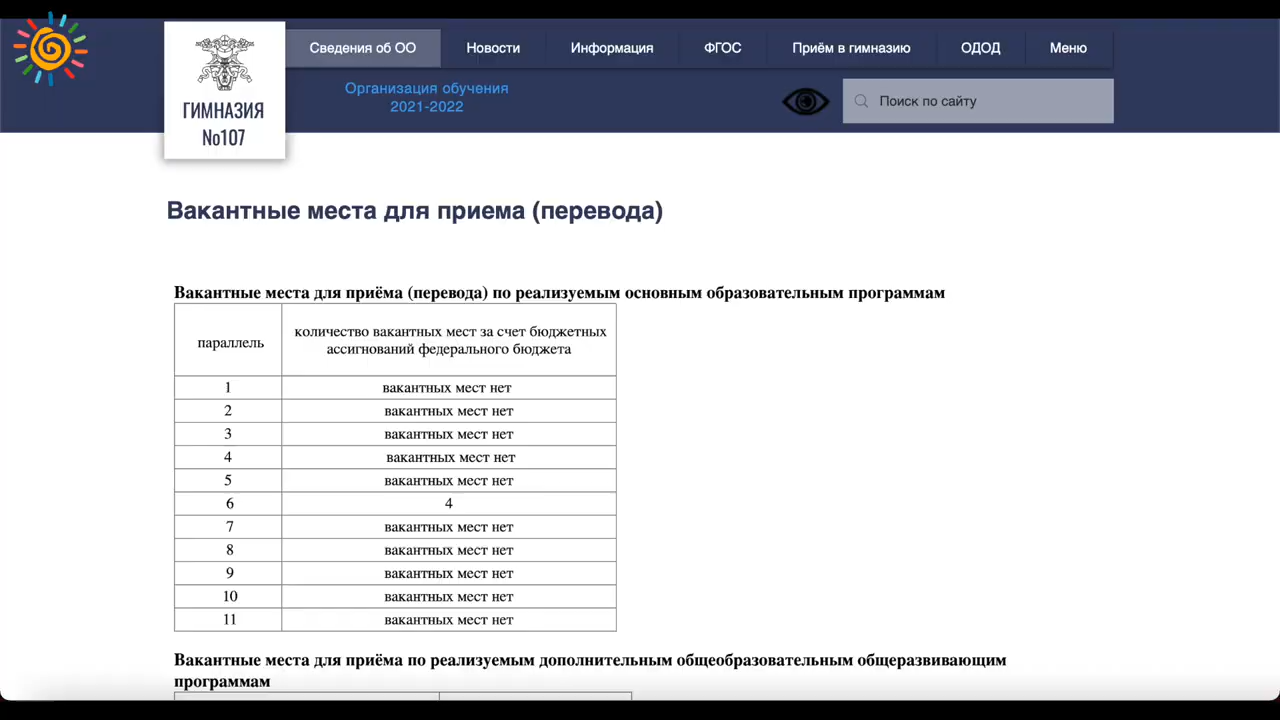 Сведения об ОО
Новости
Информация
ФГОС
Приём в гимназию
ОДОД
Меню
ГИМНАЗИЯ
№107
Организация обучения
2021-2022
Поиск по сайту
Вакантные места для приема (перевода)
Вакантные места для приёма (перевода) по реализуемым основным образовательным программам
параллель
количество вакантных мест за счет бюджетных
ассигнований федерального бюджета
1 вакантных мест нет
2 вакантных мест нет
3 вакантных мест нет
4 вакантных мест нет
5 вакантных мест нет
6 4
7 вакантных мест нет
8 вакантных мест нет
9 вакантных мест нет
10 вакантных мест нет
11 вакантных мест нет
Вакантные места для приёма по реализуемым дополнительным общеобразовательным общеразвивающим
программам